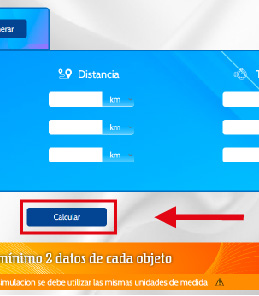 Distancia
km
km
km
Calcular
mínimo 2 datos de cada objeto
simulacion se debe utilizar las mismas unidades de medida